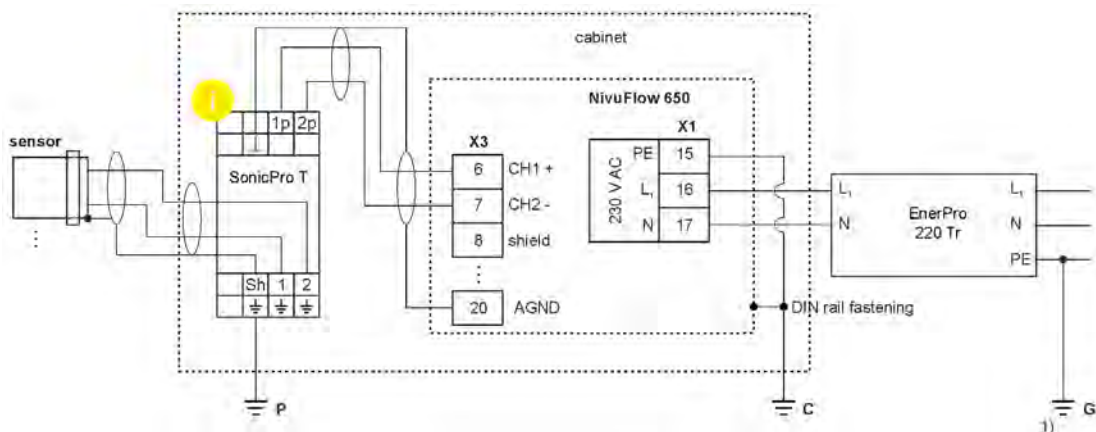 cabinet
NivuFlow 650
sensor
1p 2p
SonicPro T
Sh 1 2
X3
6 CH1 +
7 CH2 -
8 shield
20 AGND
X1
230 VAC
PE 15
L₁ 16
N 17
L₁ EnerPro L₁
N 220 Tr N
PE
DIN rail fastening
P
C
G
1)